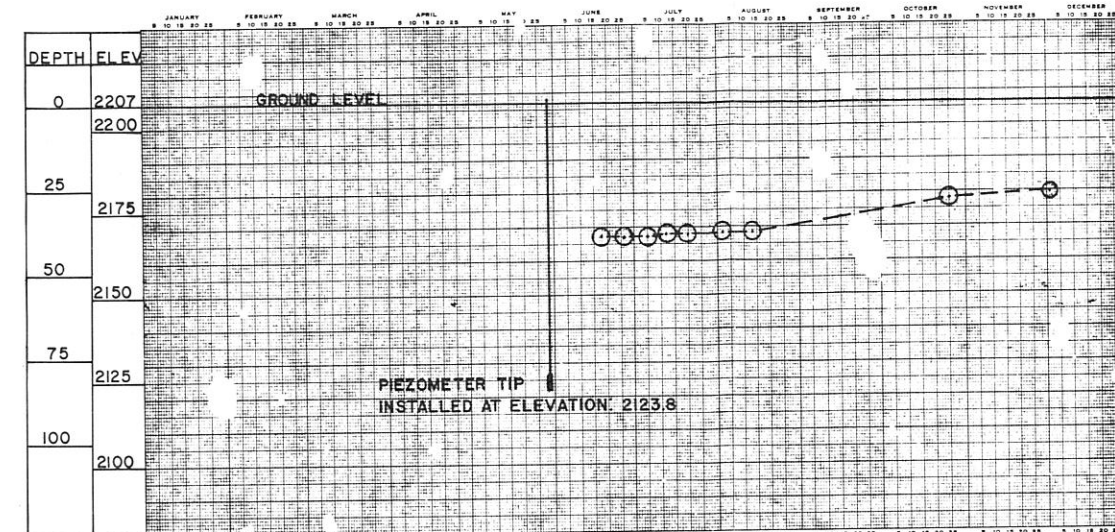 JANUARY FEBRUARY MARCH APRIL MAY JUNE JULY AUGUST SEPTEMBER OCTOBER NOVEMBER DECEMBER
DEPTH ELEV
0 2207 GROUND LEVEL
2200
25
2175
50
2150
75
2125 PIEZOMETER TIP
INSTALLED AT ELEVATION: 2123.8
100
2100